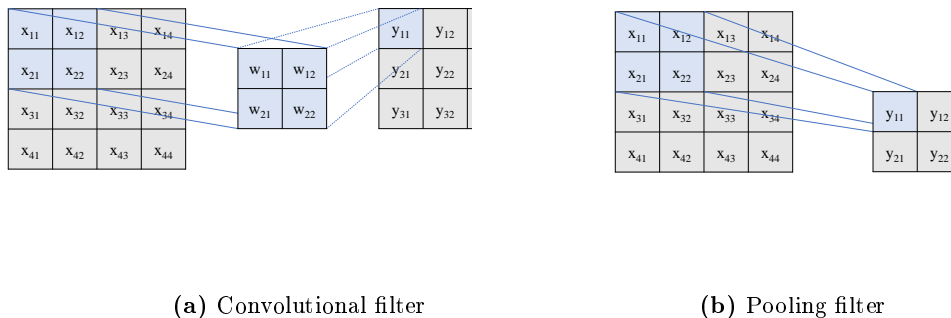 x11 x12 x13 x14
x21 x22 x23 x24
x31 x32 x33 x34
x41 x42 x43 x44
w11 w12
w21 w22
y11 y12
y21 y22
y31 y32
(a) Convolutional filter
x11 x12 x13 x14
x21 x22 x23 x24
x31 x32 x33 x34
x41 x42 x43 x44
y11 y12
y21 y22
(b) Pooling filter